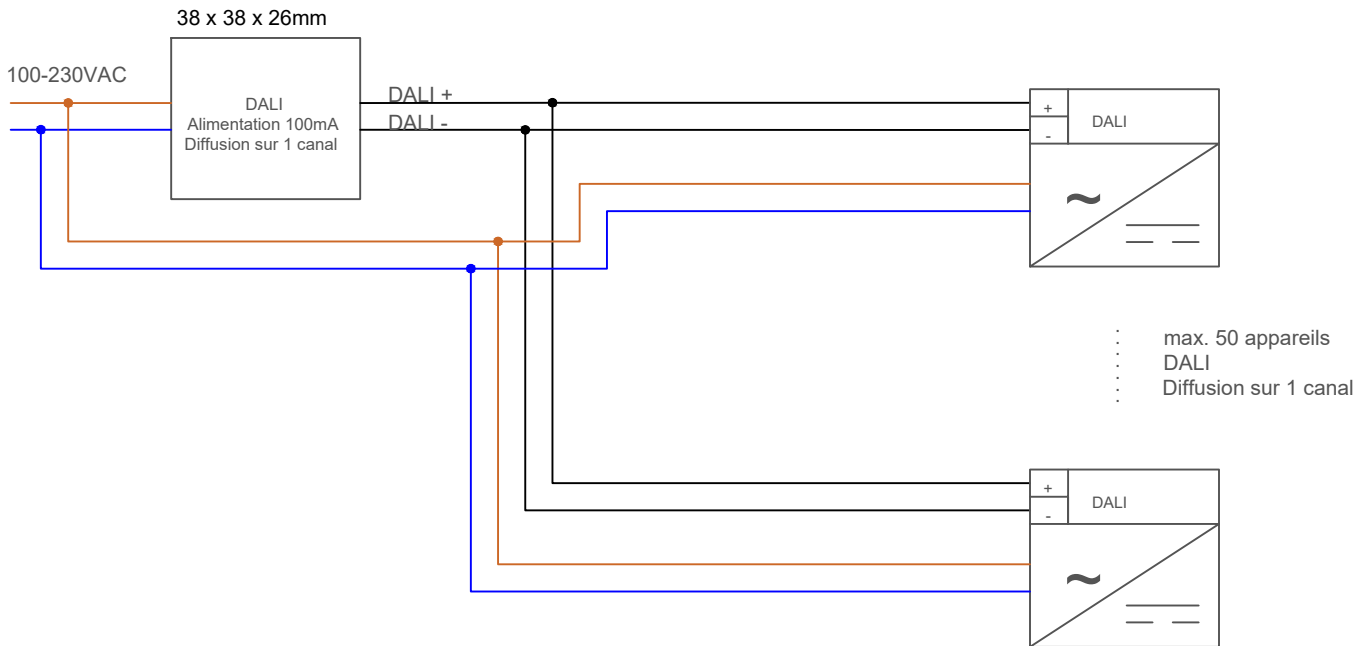 38 x 38 x 26mm
100-230VAC
DALI
Alimentation 100mA
Diffusion sur 1 canal
DALI +
DALI -
+
-
DALI
~
max. 50 appareils
DALI
Diffusion sur 1 canal
+
-
DALI
~